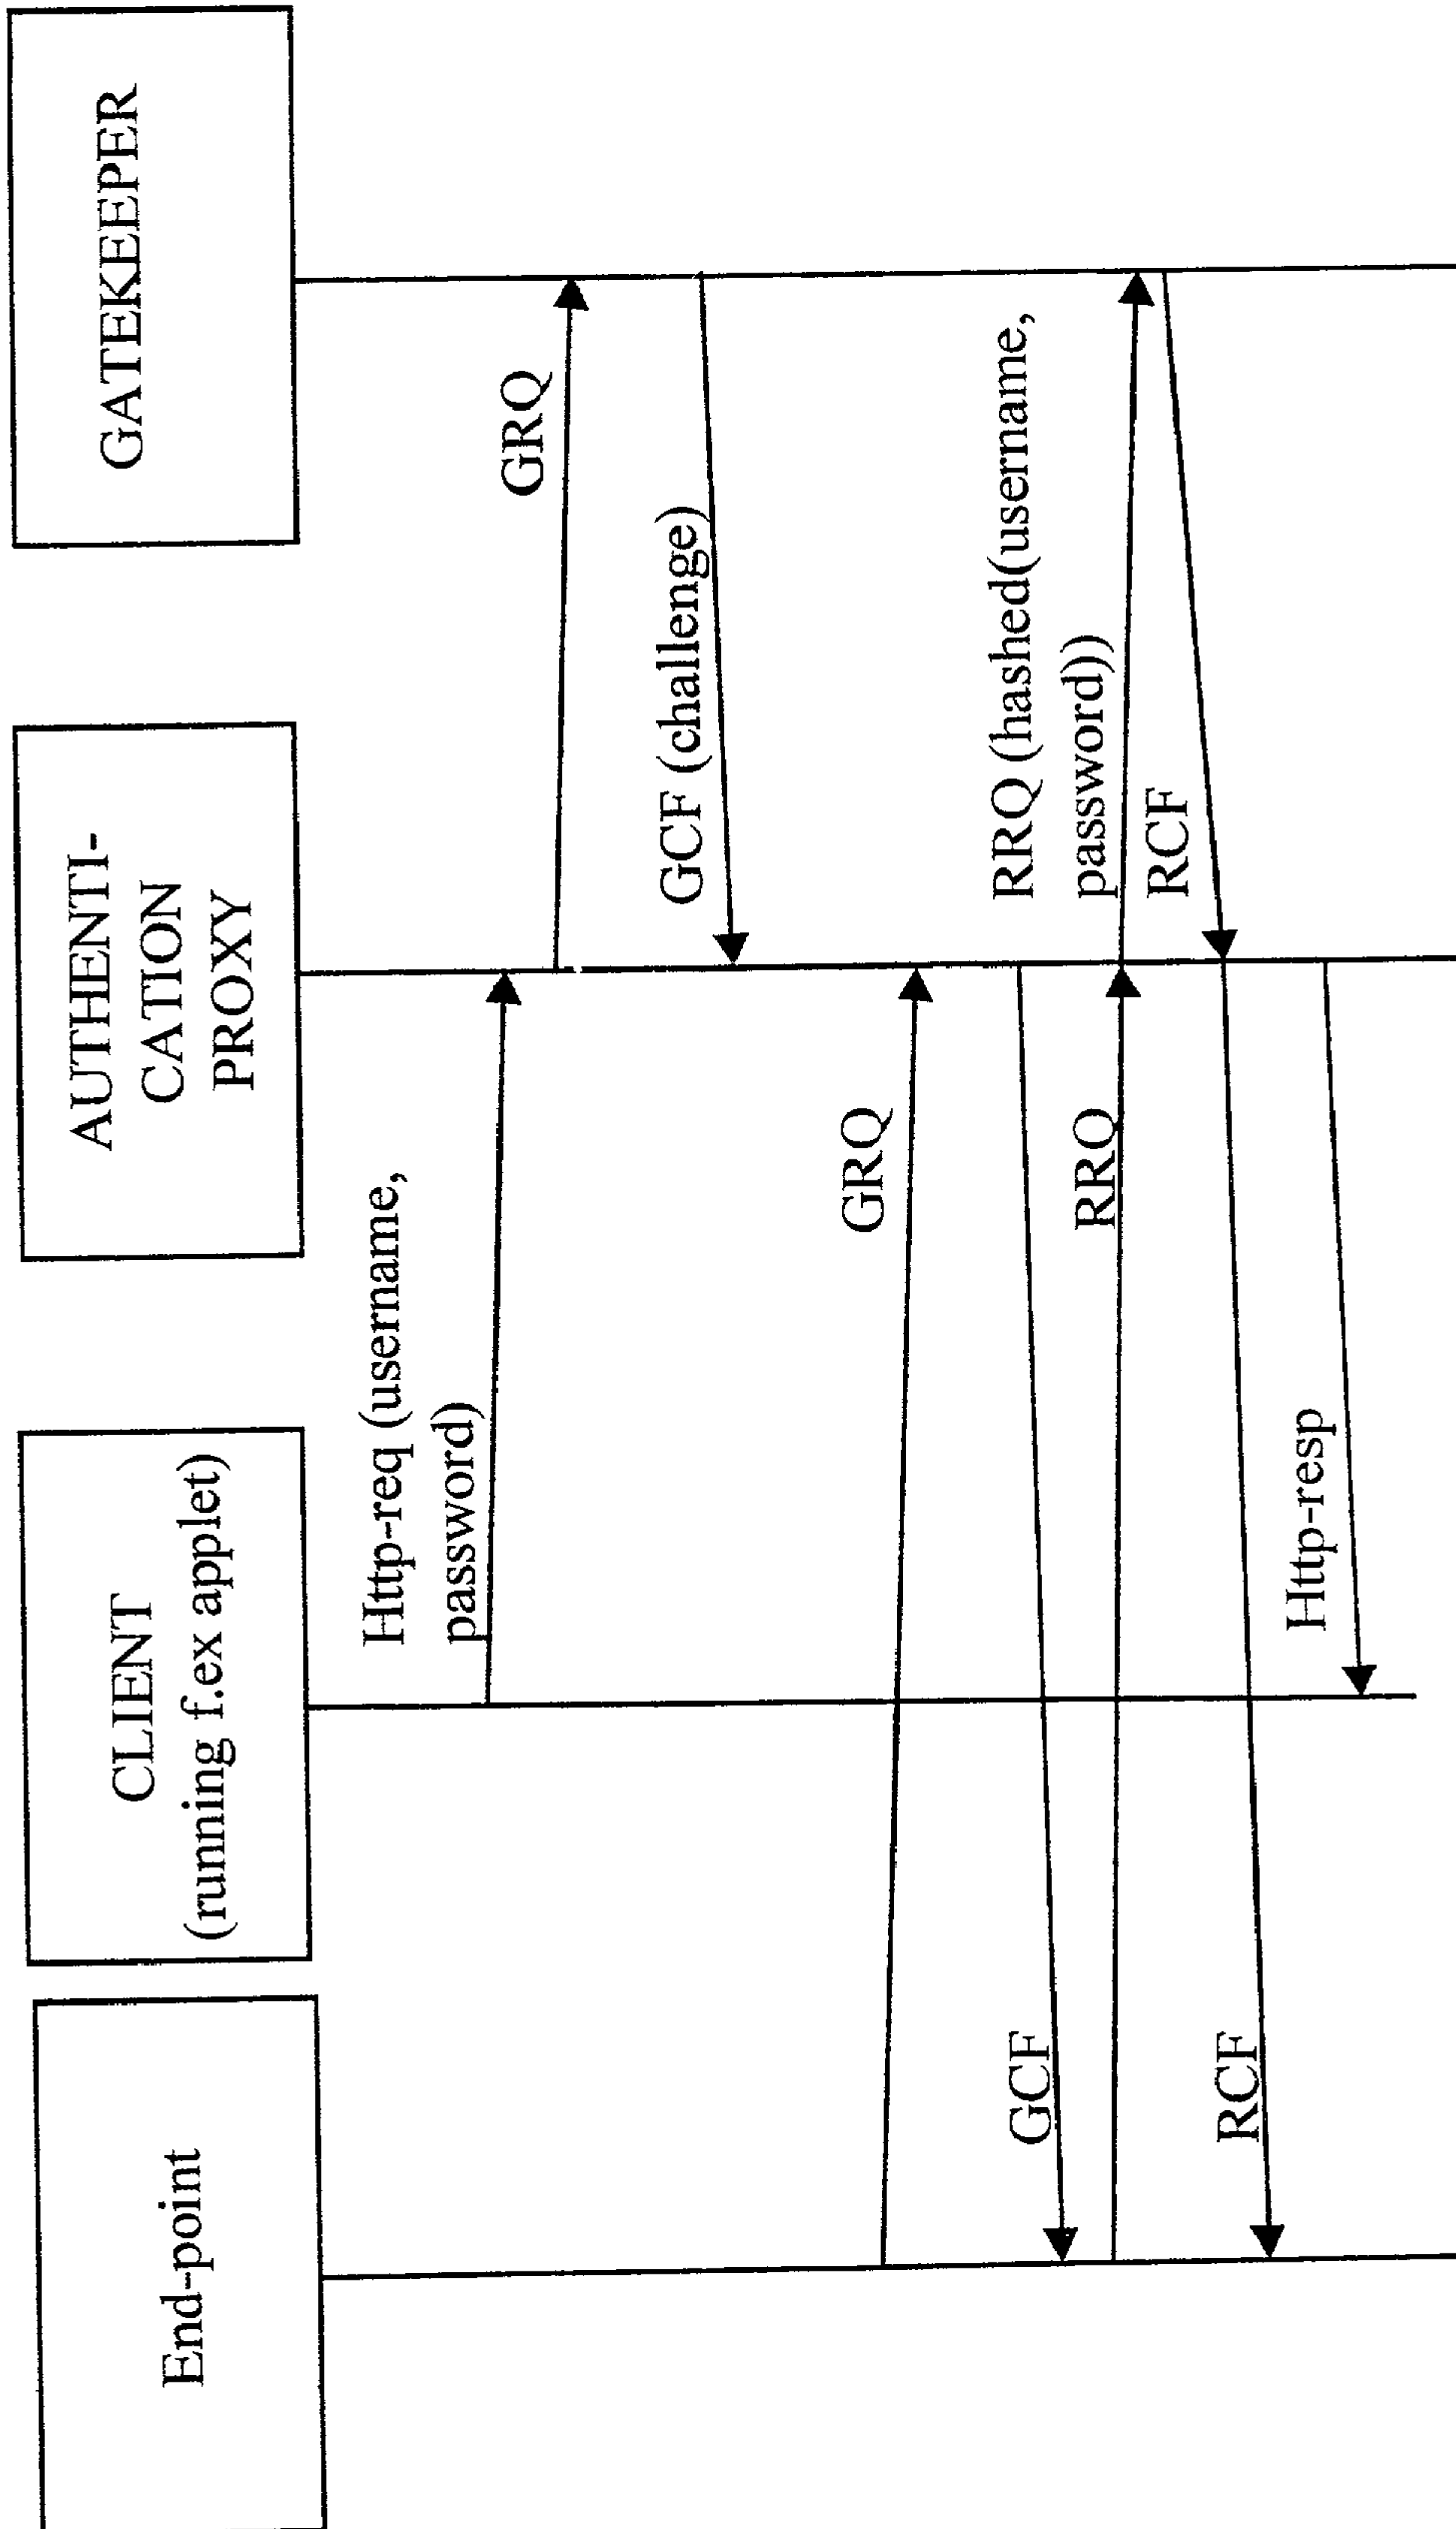 End-point
CLIENT
(running f.ex applet)
AUTHENTI-
CATION
PROXY
GATEKEEPER
Http-req (username,
password)
GRQ
GCF (challenge)
GRQ
GCF
RRQ
RRQ (hashed(username,
password))
RCF
RCF
Http-resp